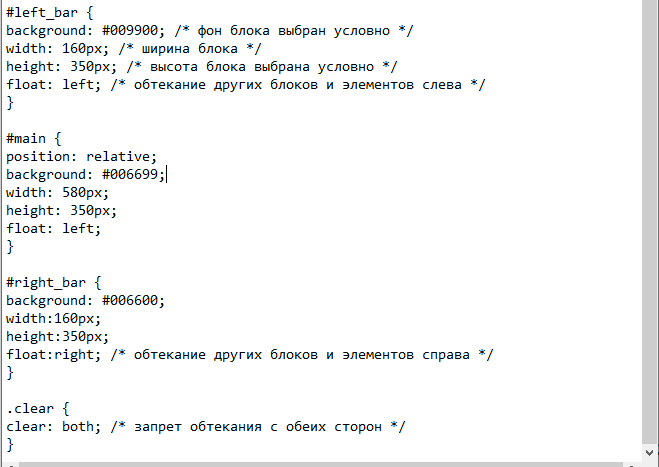 #left_bar {
background: #009900; /* фон блока выбран условно */
width: 160px; /* ширина блока */
height: 350px; /* высота блока выбрана условно */
float: left; /* обтекание других блоков и элементов слева */
}
#main {
position: relative;
background: #006699;
width: 580px;
height: 350px;
float: left;
}
#right_bar {
background: #006600;
width:160px;
height:350px;
float:right; /* обтекание других блоков и элементов справа */
}
.clear {
clear: both; /* запрет обтекания с обеих сторон */
}